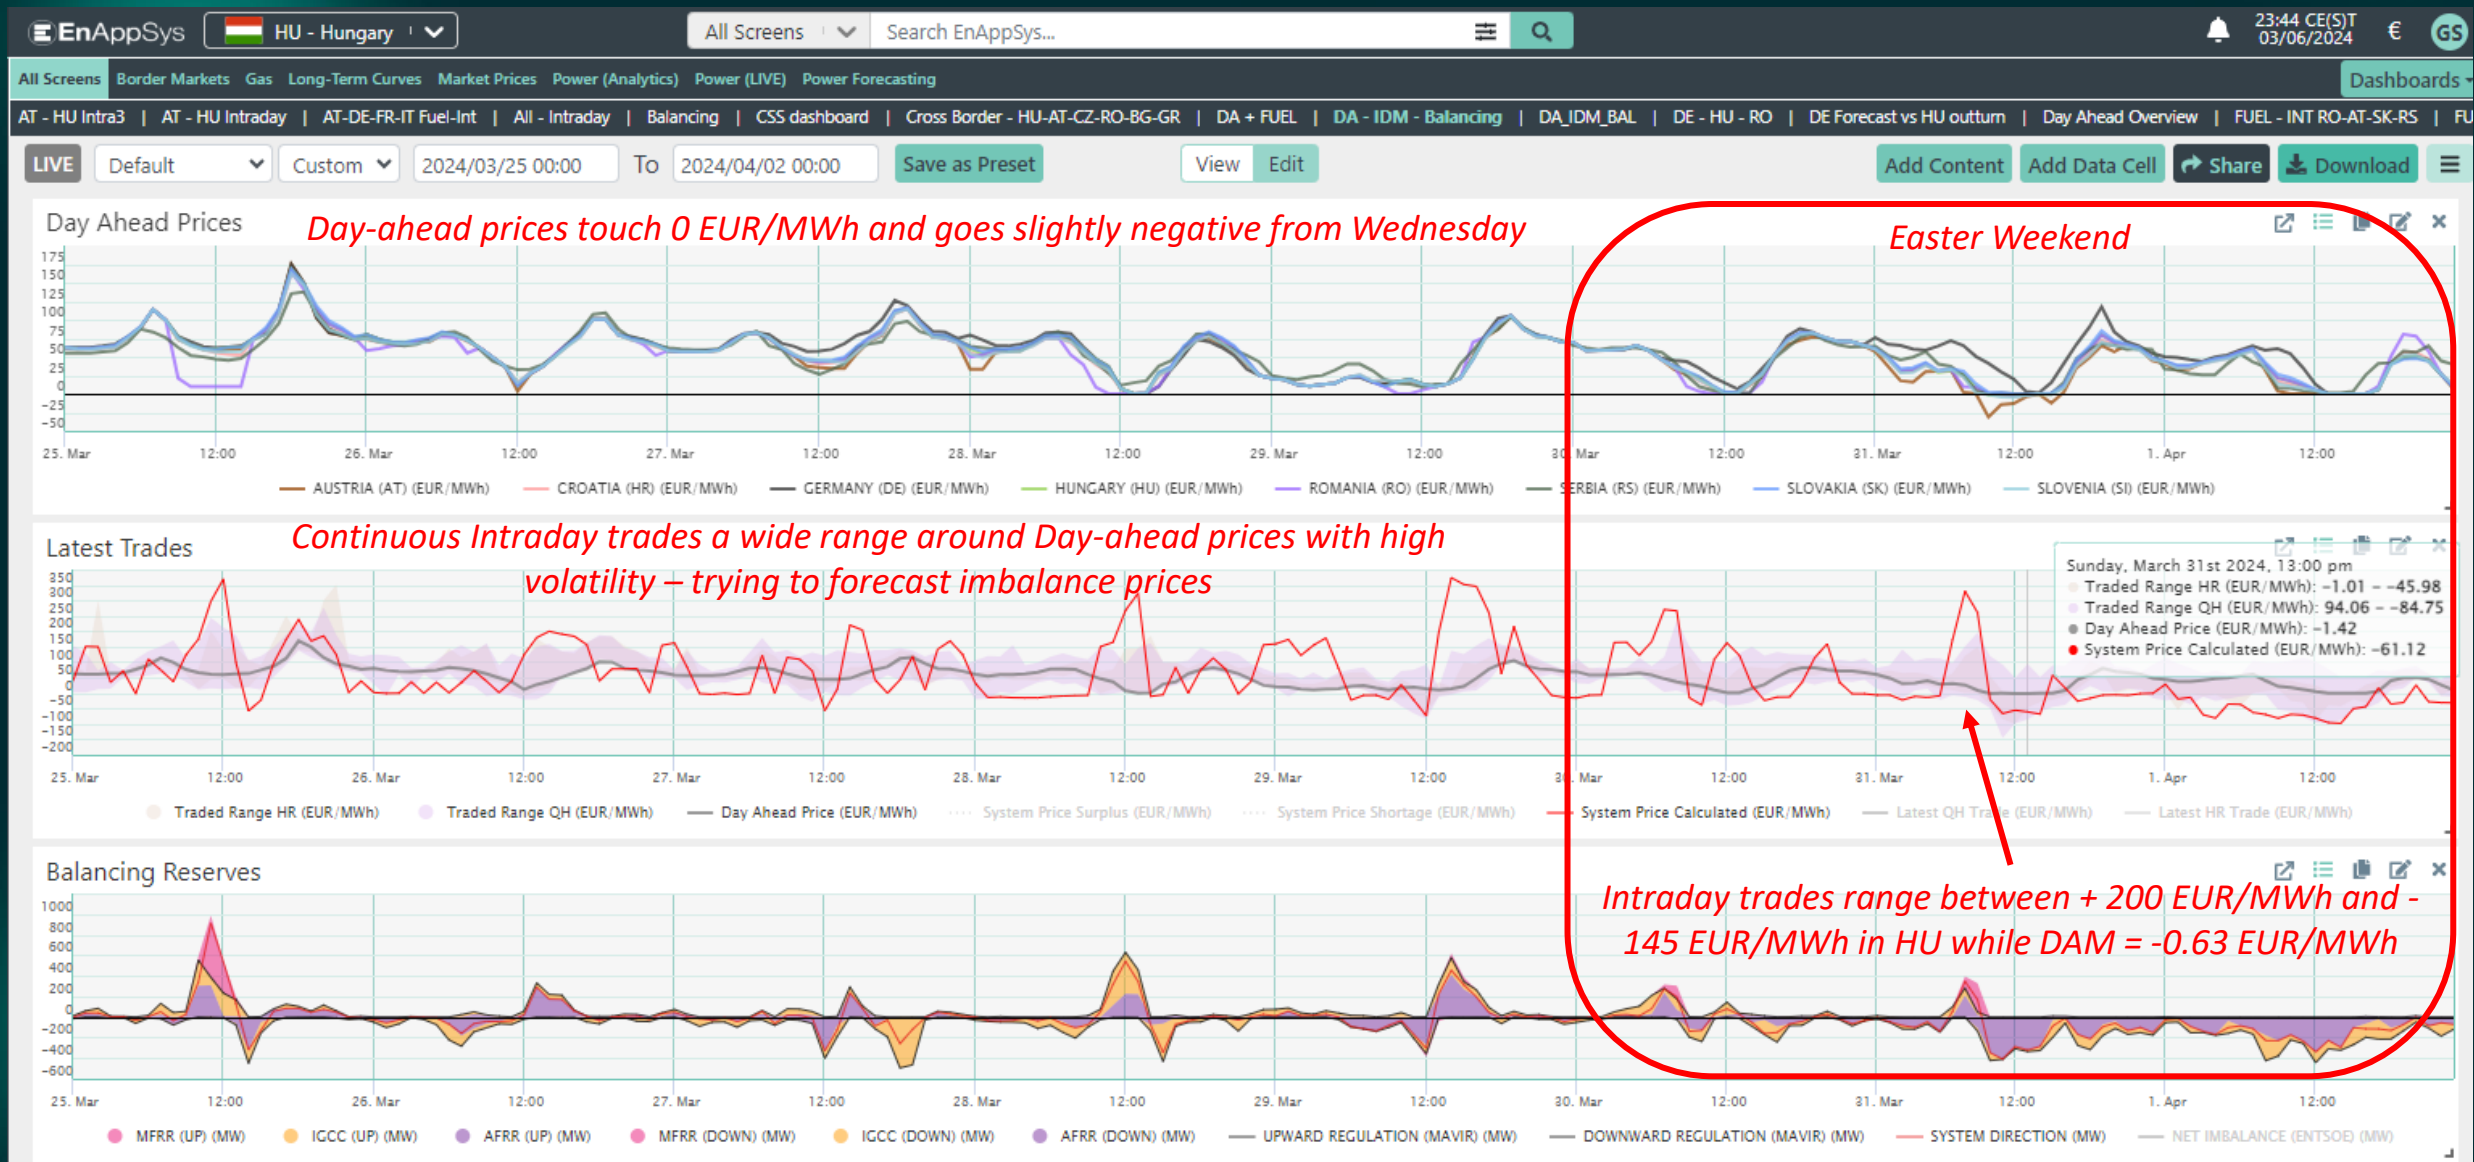 EnAppSys HU - Hungary All Screens Search EnAppSys... 23:44 CE(S)T 03/06/2024 € GS
All Screens Border Markets Gas Long-Term Curves Market Prices Power (Analytics) Power (LIVE) Power Forecasting Dashboards
AT - HU Intra3 | AT - HU Intraday | AT-DE-FR-IT Fuel-Int | All - Intraday | Balancing | CSS dashboard | Cross Border - HU-AT-CZ-RO-BG-GR | DA + FUEL | DA - IDM - Balancing | DA_IDM_BAL | DE - HU - RO | DE Forecast vs HU outturn | Day Ahead Overview | FUEL - INT RO-AT-SK-RS | FU
LIVE Default Custom 2024/03/25 00:00 To 2024/04/02 00:00 Save as Preset View Edit Add Content Add Data Cell Share Download
Day Ahead Prices
Day-ahead prices touch 0 EUR/MWh and goes slightly negative from Wednesday
Easter Weekend
175
150
125
100
75
50
25
0
-25
-50
25. Mar 12:00 26. Mar 12:00 27. Mar 12:00 28. Mar 12:00 29. Mar 12:00 30. Mar 12:00 31. Mar 12:00 1. Apr 12:00
AUSTRIA (AT) (EUR/MWh) CROATIA (HR) (EUR/MWh) GERMANY (DE) (EUR/MWh) HUNGARY (HU) (EUR/MWh) ROMANIA (RO) (EUR/MWh) SERBIA (RS) (EUR/MWh) SLOVAKIA (SK) (EUR/MWh) SLOVENIA (SI) (EUR/MWh)
Latest Trades
Continuous Intraday trades a wide range around Day-ahead prices with high
volatility – trying to forecast imbalance prices
350
300
250
200
150
100
50
0
-50
-100
-150
-200
Sunday, March 31st 2024, 13:00 pm
Traded Range HR (EUR/MWh): -1.01 - -45.98
Traded Range QH (EUR/MWh): 94.06 - -84.75
Day Ahead Price (EUR/MWh): -1.42
System Price Calculated (EUR/MWh): -61.12
25. Mar 12:00 26. Mar 12:00 27. Mar 12:00 28. Mar 12:00 29. Mar 12:00 30. Mar 12:00 31. Mar 12:00 1. Apr 12:00
Traded Range HR (EUR/MWh) Traded Range QH (EUR/MWh) Day Ahead Price (EUR/MWh) System Price Surplus (EUR/MWh) System Price Shortage (EUR/MWh) System Price Calculated (EUR/MWh) Latest QH Trade (EUR/MWh) Latest HR Trade (EUR/MWh)
Balancing Reserves
Intraday trades range between + 200 EUR/MWh and -
145 EUR/MWh in HU while DAM = -0.63 EUR/MWh
1000
800
600
400
200
0
-200
-400
-600
25. Mar 12:00 26. Mar 12:00 27. Mar 12:00 28. Mar 12:00 29. Mar 12:00 30. Mar 12:00 31. Mar 12:00 1. Apr 12:00
MFRR (UP) (MW) IGCC (UP) (MW) AFRR (UP) (MW) MFRR (DOWN) (MW) IGCC (DOWN) (MW) AFRR (DOWN) (MW) UPWARD REGULATION (MAVIR) (MW) DOWNWARD REGULATION (MAVIR) (MW) SYSTEM DIRECTION (MW) NET IMBALANCE (ENTSOE) (MW)